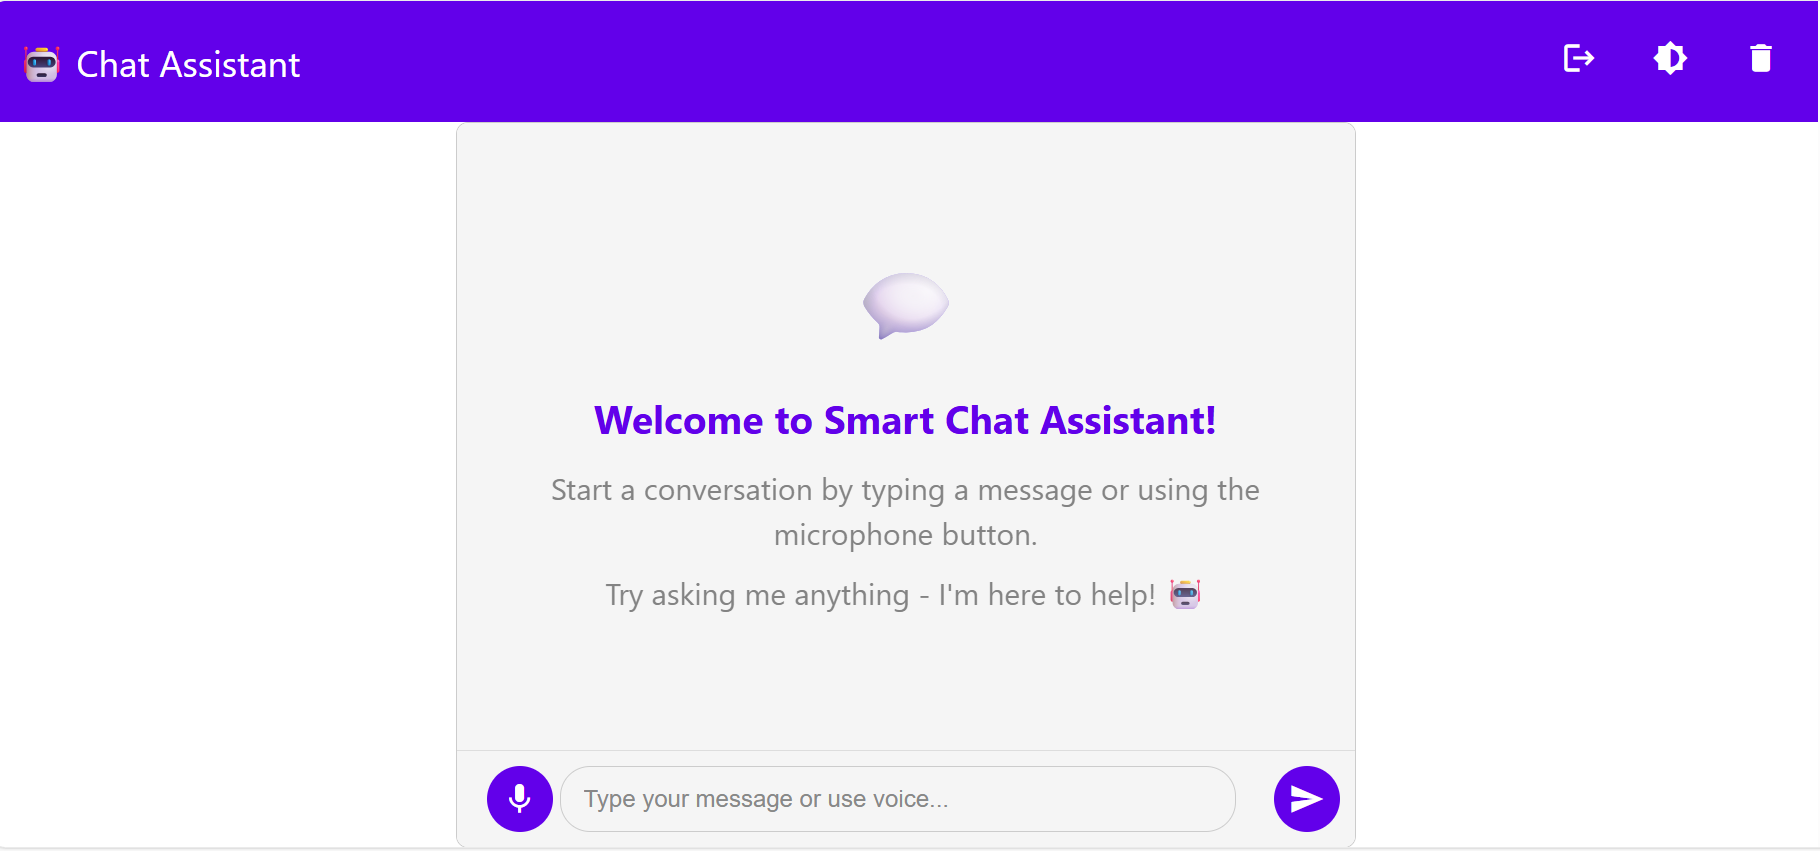 Chat Assistant
Welcome to Smart Chat Assistant!
Start a conversation by typing a message or using the
microphone button.
Try asking me anything - I'm here to help! 🤖
Type your message or use voice...